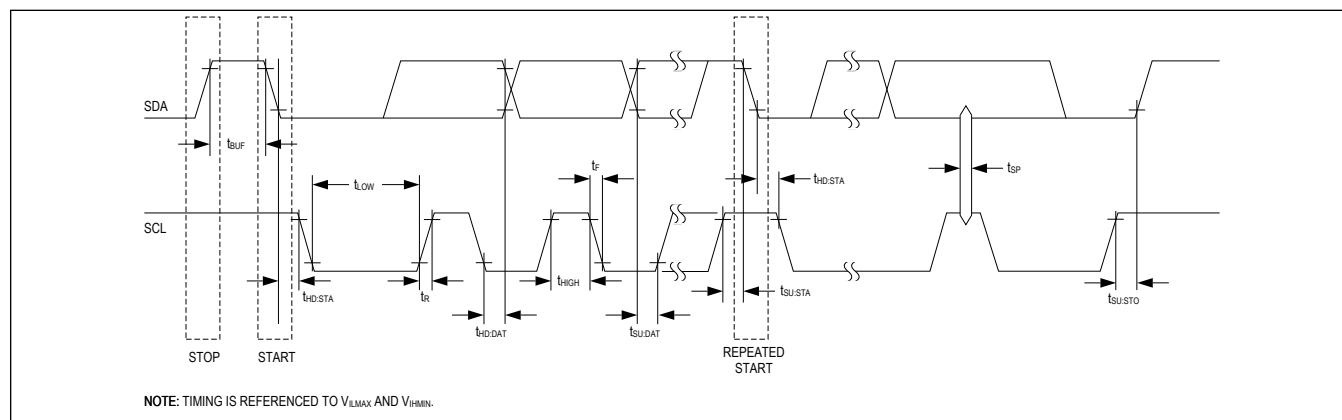 SDA
tBUF
tF
tLOW
tHD:STA
tSP
SCL
tHD:STA
tR
tHIGH
tSU:STA
tSU:STO
tHD:DAT
tSU:DAT
STOP
START
REPEATED
START
NOTE: TIMING IS REFERENCED TO VILMAX AND VIHMIN.